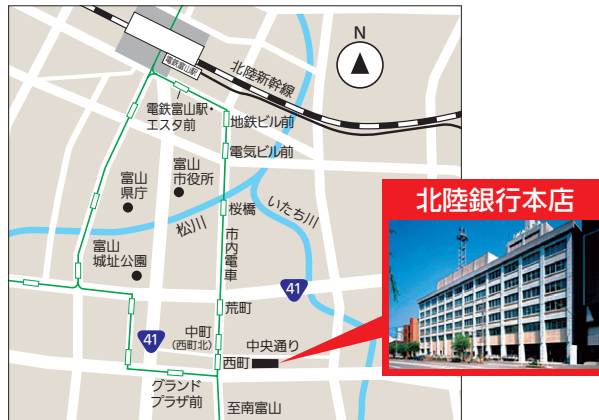 N
電鉄富山駅
北陸新幹線
電鉄富山駅・
エスタ前
地鉄ビル前
電気ビル前
富山
県庁
富山
市役所
桜橋
松川
いたち川
市内電車
富山
城址公園
41
荒町
41
中町
(西町北)
中央通り
西町
グランド
プラザ前
至南富山
北陸銀行本店